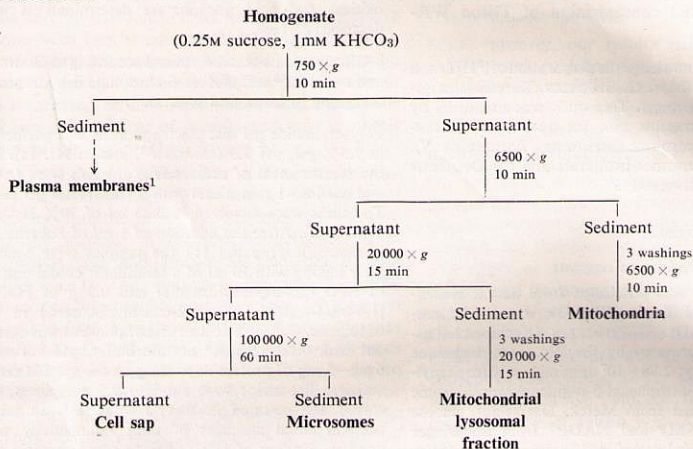 Homogenate
(0.25M sucrose, 1mM KHCO₃)
750 × g
10 min
Sediment
Supernatant
Plasma membranes¹
6500 × g
10 min
Supernatant
Sediment
20 000 × g
15 min
3 washings
6500 × g
10 min
Mitochondria
Supernatant
Sediment
100 000 × g
60 min
3 washings
20 000 × g
15 min
Supernatant
Cell sap
Sediment
Microsomes
Mitochondrial
lysosomal
fraction